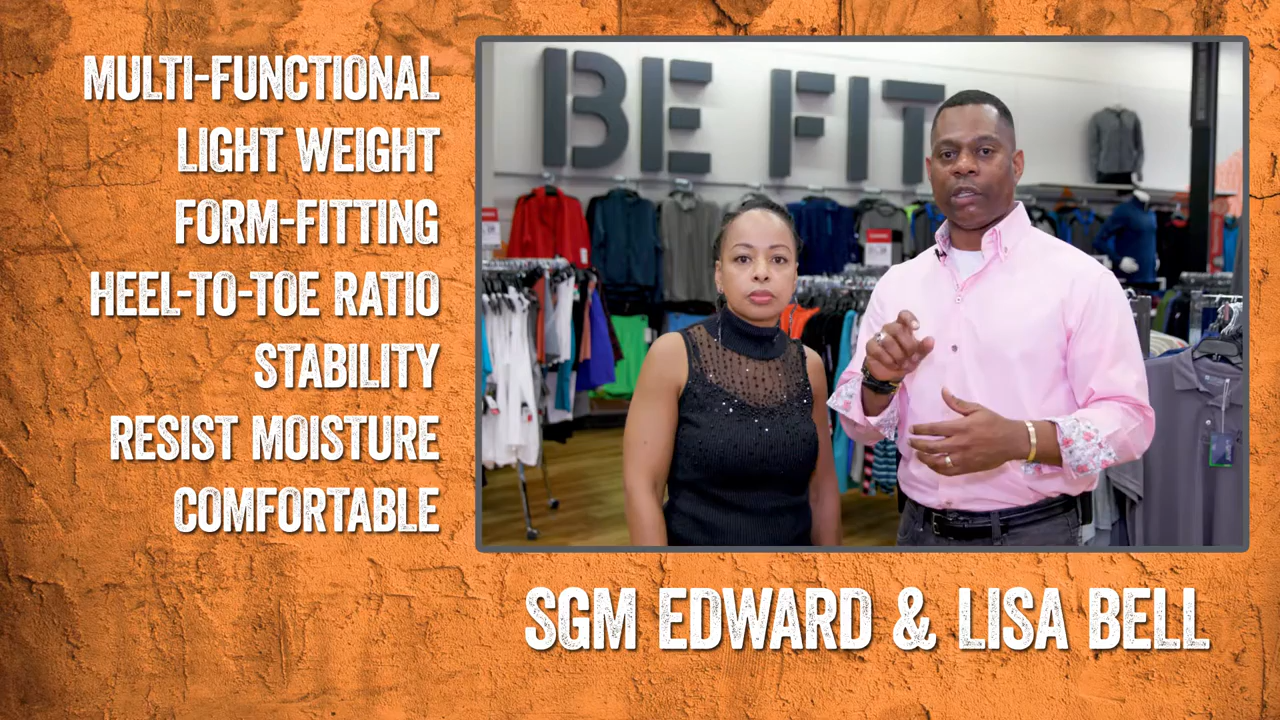 MULTI-FUNCTIONAL
LIGHT WEIGHT
FORM-FITTING
HEEL-TO-TOE RATIO
STABILITY
RESIST MOISTURE
COMFORTABLE
BE FIT
SGM EDWARD & LISA BELL